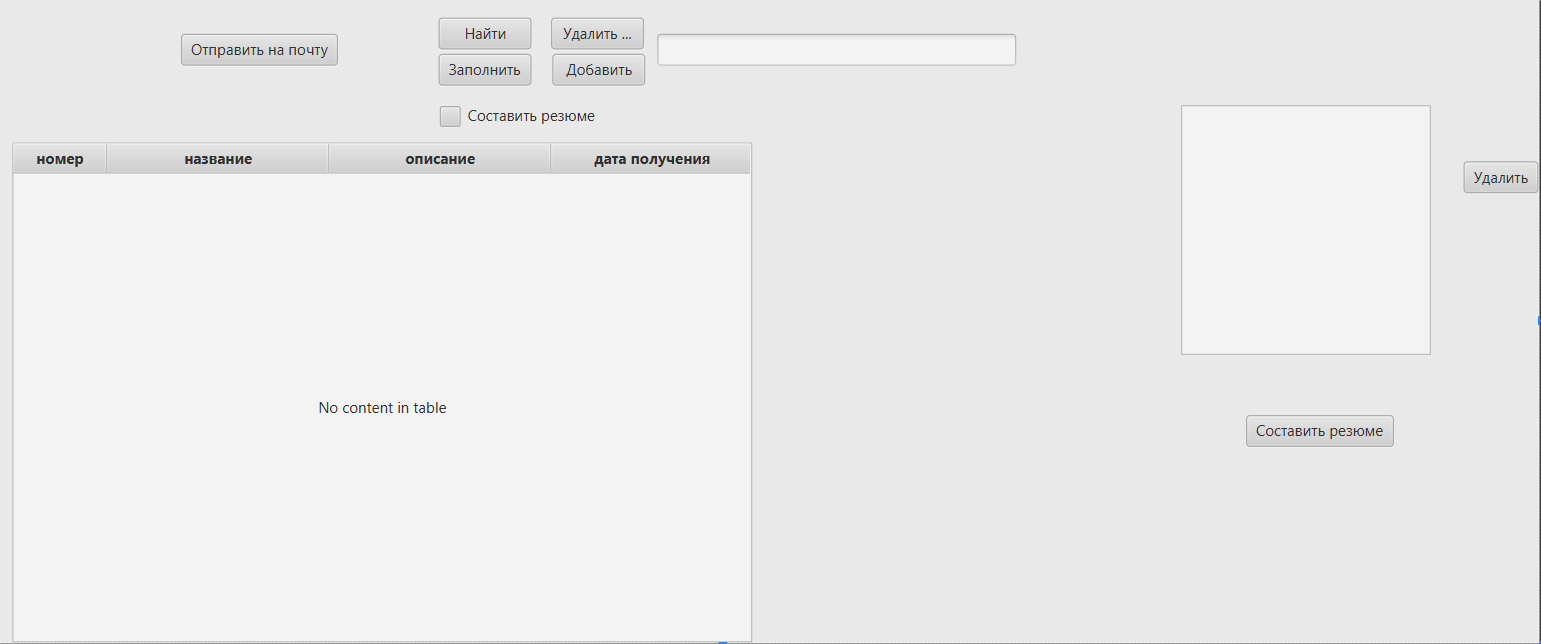 Отправить на почту
Найти
Удалить ...
Заполнить
Добавить
Составить резюме
номер
название
описание
дата получения
No content in table
Удалить
Составить резюме